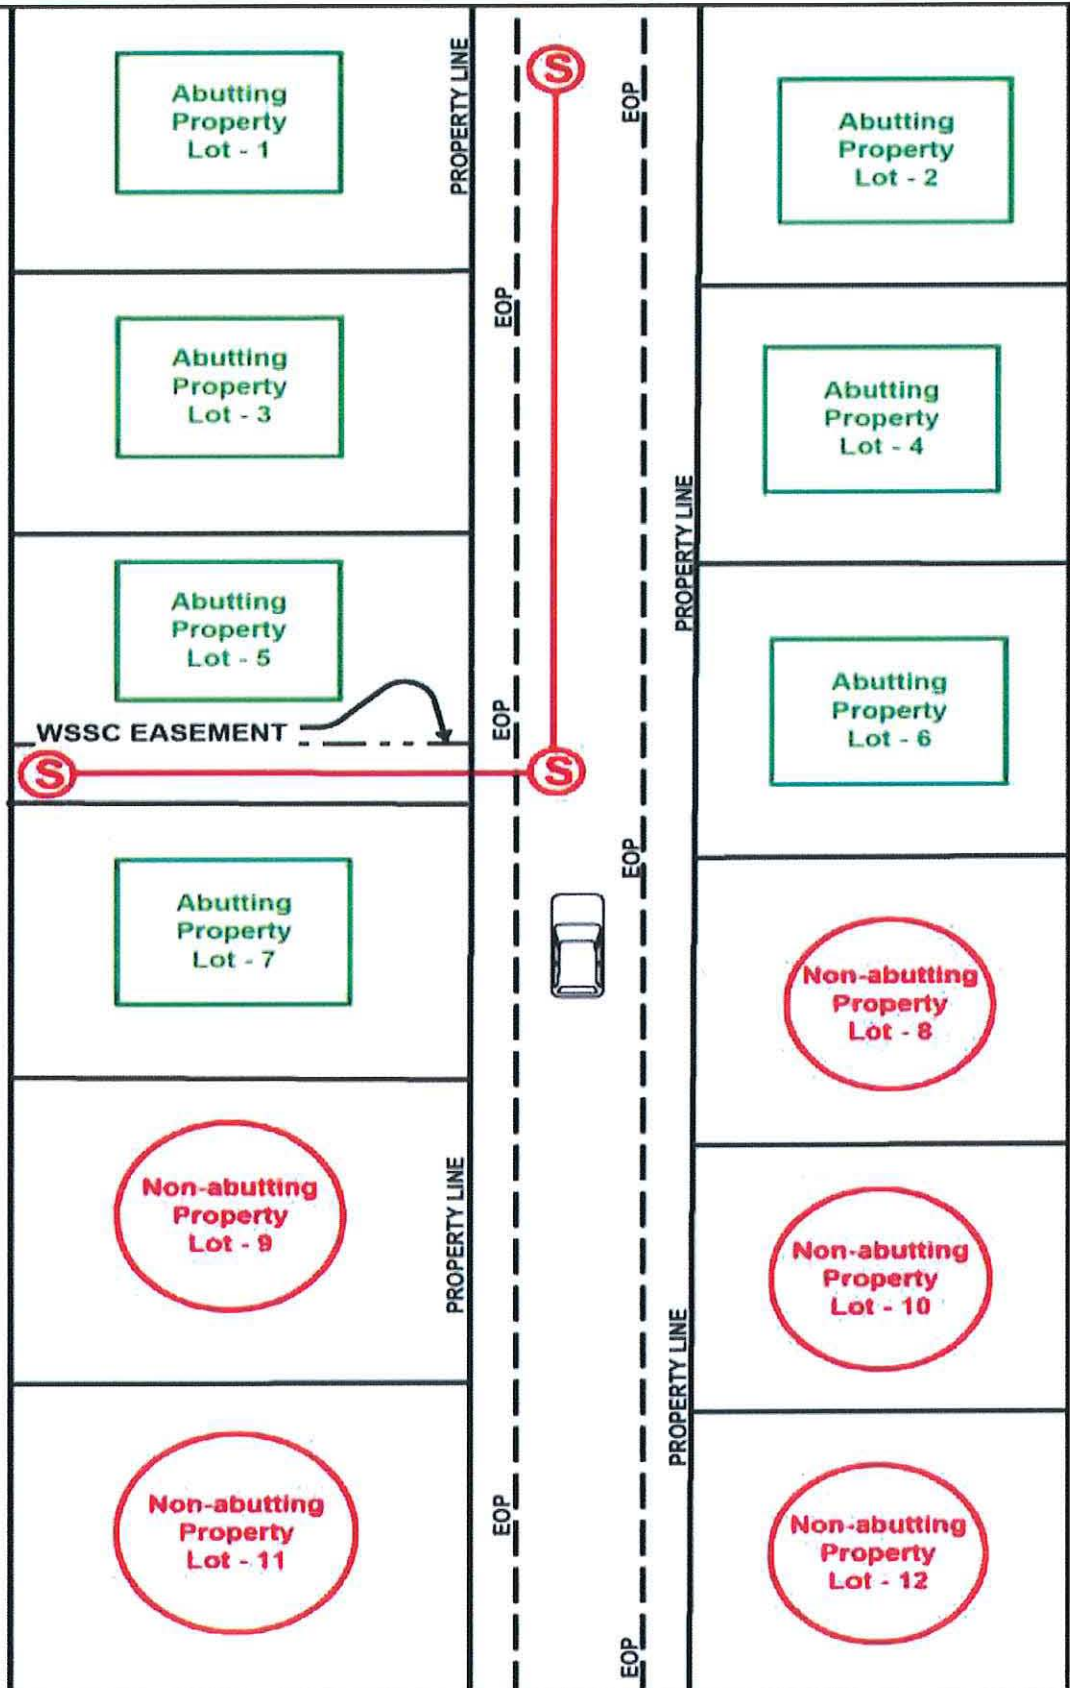 Abutting
Property
Lot - 1
PROPERTY LINE
S
EOP
Abutting
Property
Lot - 2
EOP
Abutting
Property
Lot - 3
Abutting
Property
Lot - 4
PROPERTY LINE
Abutting
Property
Lot - 5
EOP
WSSC EASEMENT
S
S
Abutting
Property
Lot - 6
EOP
Abutting
Property
Lot - 7
Non-abutting
Property
Lot - 8
Non-abutting
Property
Lot - 9
PROPERTY LINE
Non-abutting
Property
Lot - 10
PROPERTY LINE
Non-abutting
Property
Lot - 11
EOP
Non-abutting
Property
Lot - 12
EOP